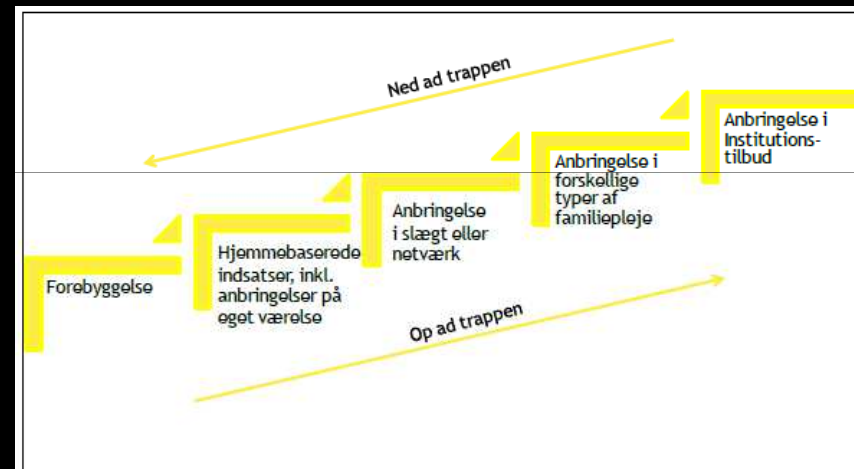 Ned ad trappen
Forebyggelse
Hjemmebaserede
indsatser, inkl.
anbringelser på
eget værelse
Anbringelse
i slægt eller
netværk
Anbringelse i
forskellige
typer af
familiepleje
Anbringelse i
Institutions-
tilbud
Op ad trappen